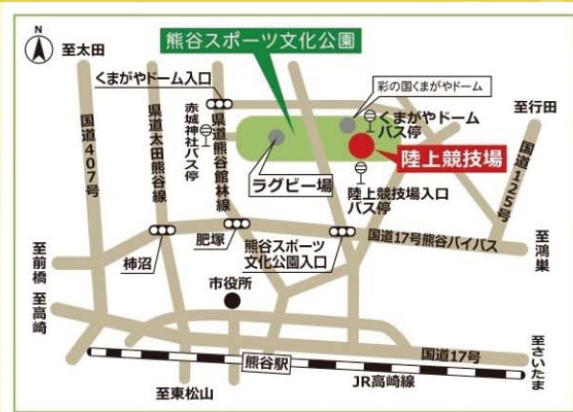 N
至太田
熊谷スポーツ文化公園
くまがやドーム入口
彩の国くまがやドーム
至行田
国道407号
県道太田熊谷線
赤城神社バス停
県道熊谷館林線
くまがやドーム
バス停
陸上競技場
国道125号
ラグビー場
陸上競技場入口
バス停
肥塚
熊谷スポーツ
文化公園入口
国道17号熊谷バイパス
至前橋
柿沼
至鴻巣
市役所
至高崎
国道17号
至さいたま
熊谷駅
JR高崎線
至東松山